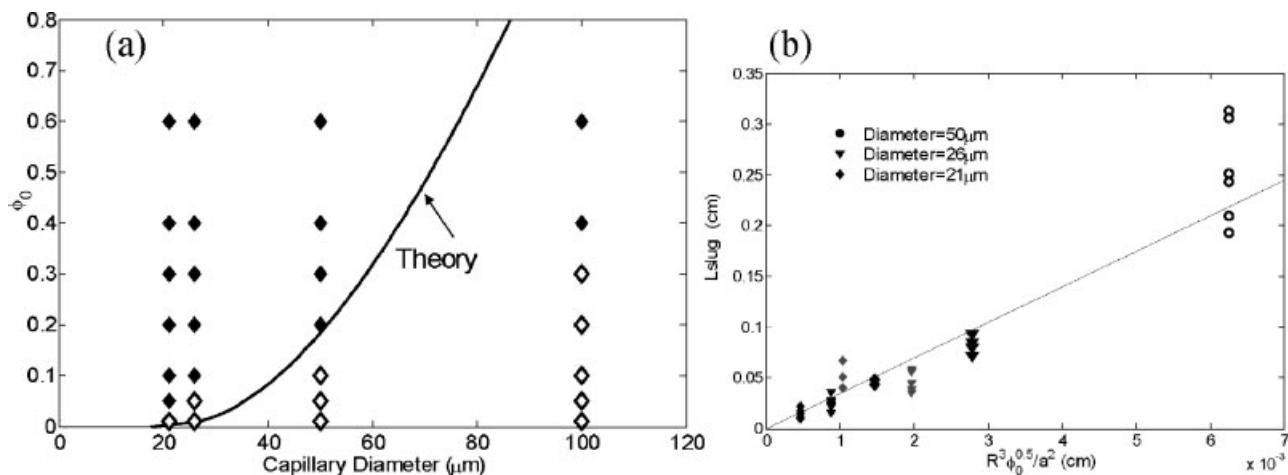 (a)
0.8
0.7
0.6
0.5
0.4
0.3
0.2
0.1
0
ϕ0
Theory
0 20 40 60 80 100 120
Capillary Diameter (μm)
(b)
0.35
0.3
0.25
0.2
0.15
0.1
0.05
0
Lslug (cm)
Diameter=50μm
Diameter=26μm
Diameter=21μm
0 1 2 3 4 5 6 7
x 10-3
R3ϕ00.5/a2 (cm)